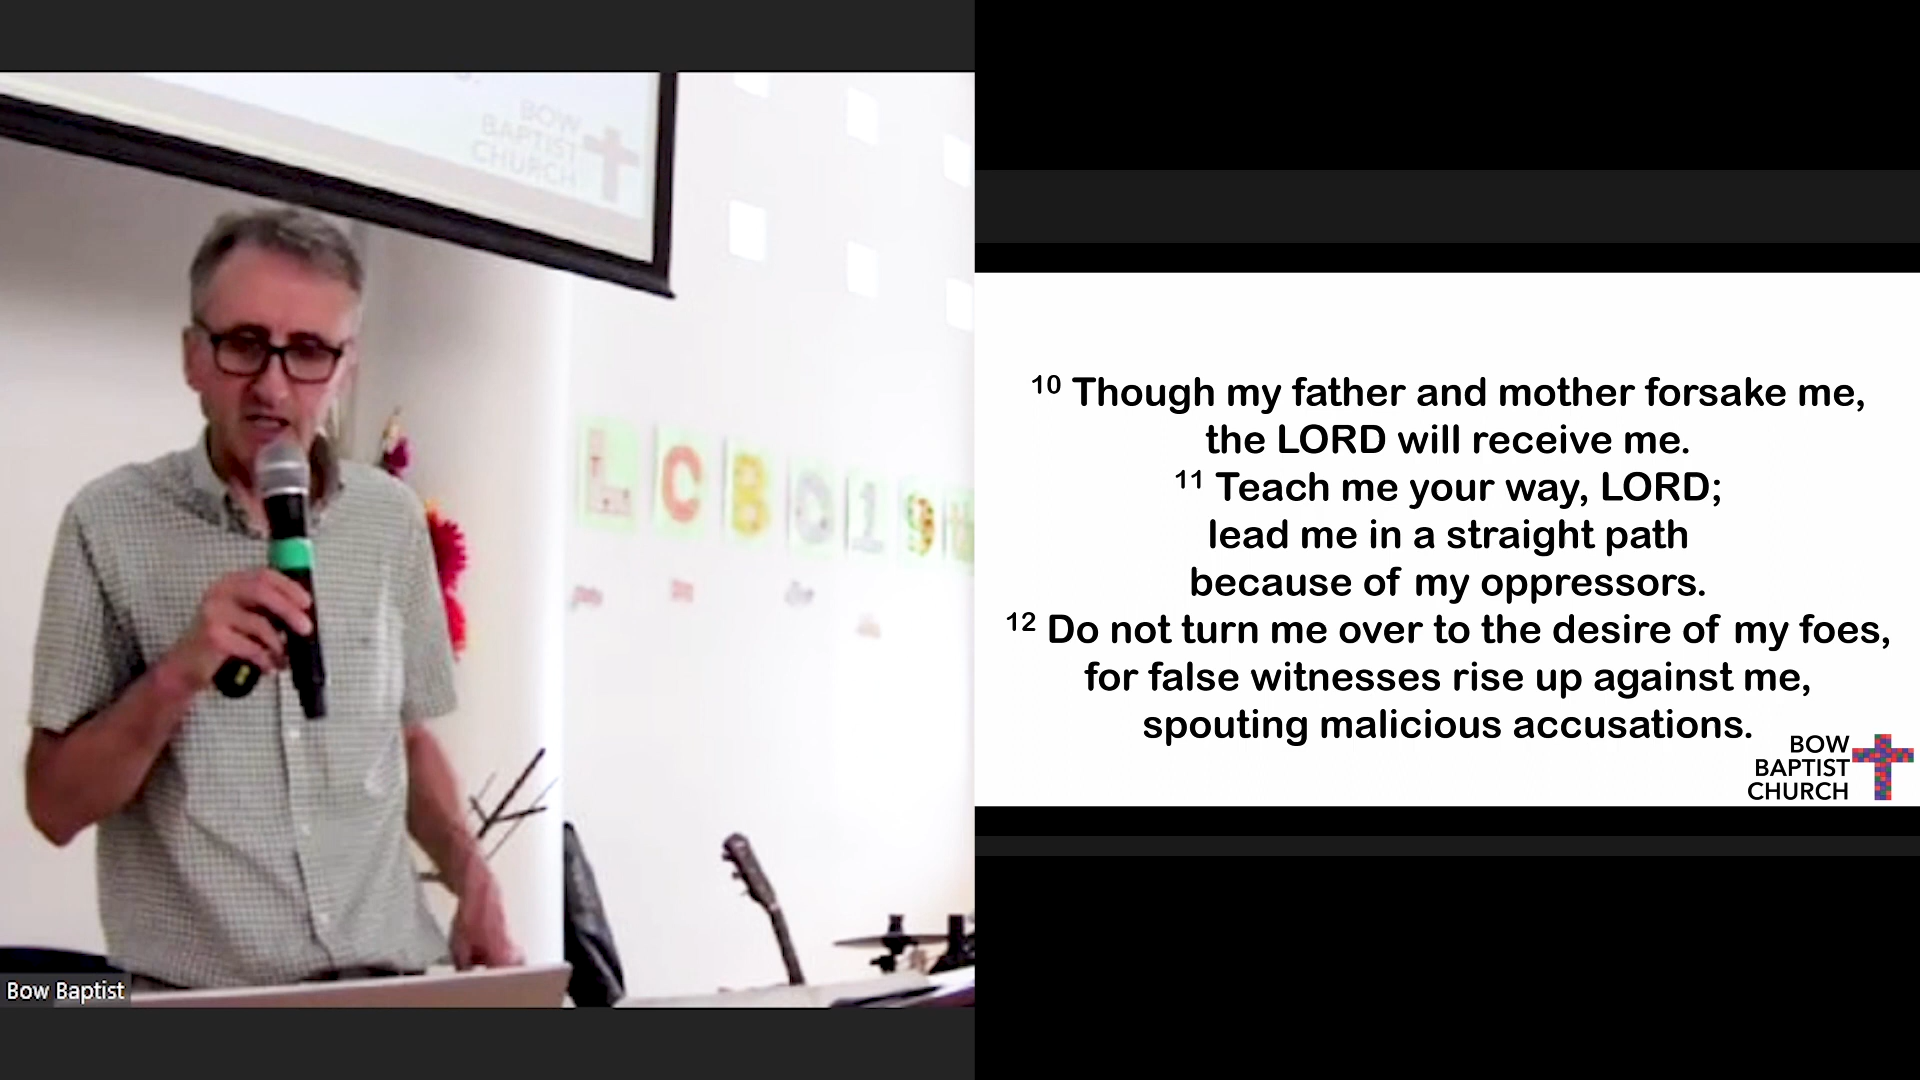 BOW
BAPTIST
CHURCH
L C B C 1 9th
Bow Baptist
10 Though my father and mother forsake me,
the LORD will receive me.
11 Teach me your way, LORD;
lead me in a straight path
because of my oppressors.
12 Do not turn me over to the desire of my foes,
for false witnesses rise up against me,
spouting malicious accusations.
BOW
BAPTIST
CHURCH